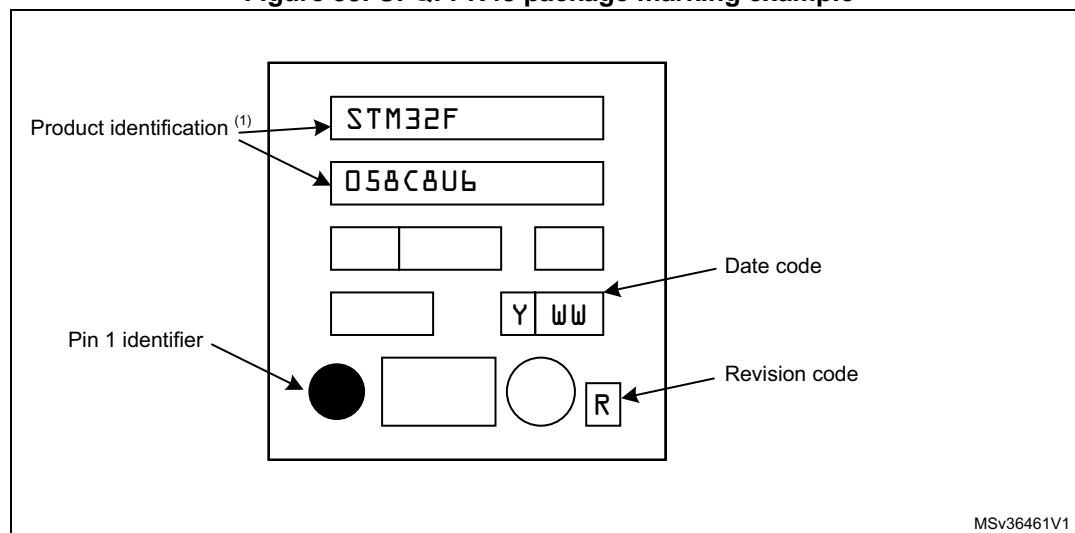 Product identification (1)
STM32F
058C8U6
Date code
Y WW
Pin 1 identifier
Revision code
R
MSv36461V1